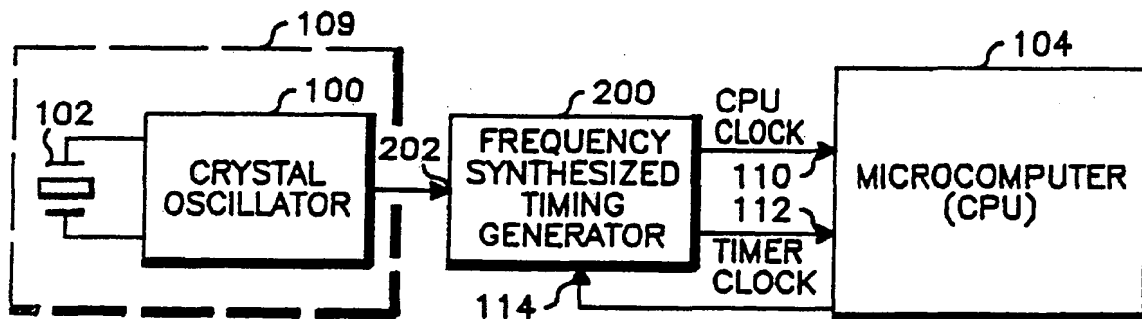 109
100
102
CRYSTAL
OSCILLATOR
202
200
FREQUENCY
SYNTHESIZED
TIMING
GENERATOR
CPU
CLOCK
110
112
TIMER
CLOCK
114
104
MICROCOMPUTER
(CPU)